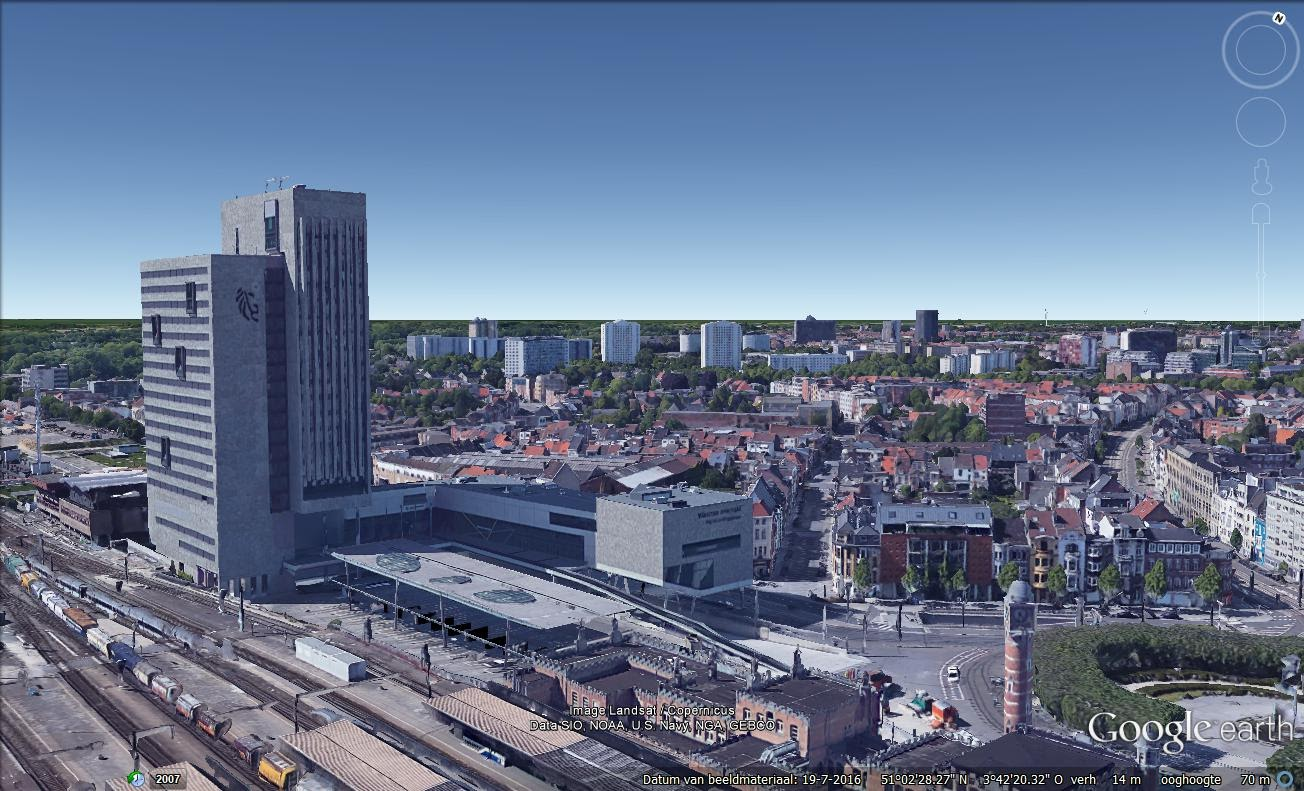 N
Image Landsat / Copernicus
Data SIO, NOAA, U.S. Navy, NGA, GEBCO
Google earth
2007
Datum van beeldmateriaal: 19-7-2016 51°02'28.27" N 3°42'20.32" O verh 14 m ooghoogte 70 m